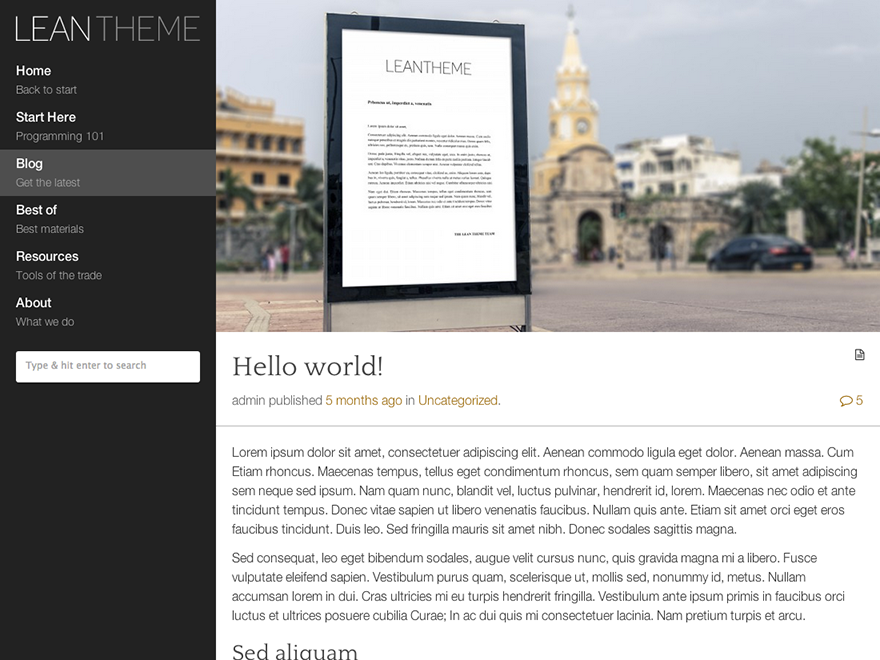 LEANTHEME
Home
Back to start
Start Here
Programming 101
Blog
Get the latest
Best of
Best materials
Resources
Tools of the trade
About
What we do
Type & hit enter to search
LEANTHEME
THE LEAN THEME TEAM
Hello world!
admin published 5 months ago in Uncategorized.
5
Lorem ipsum dolor sit amet, consectetuer adipiscing elit. Aenean commodo ligula eget dolor. Aenean massa. Cum
Etiam rhoncus. Maecenas tempus, tellus eget condimentum rhoncus, sem quam semper libero, sit amet adipiscing
sem neque sed ipsum. Nam quam nunc, blandit vel, luctus pulvinar, hendrerit id, lorem. Maecenas nec odio et ante
tincidunt tempus. Donec vitae sapien ut libero venenatis faucibus. Nullam quis ante. Etiam sit amet orci eget eros
faucibus tincidunt. Duis leo. Sed fringilla mauris sit amet nibh. Donec sodales sagittis magna.
Sed consequat, leo eget bibendum sodales, augue velit cursus nunc, quis gravida magna mi a libero. Fusce
vulputate eleifend sapien. Vestibulum purus quam, scelerisque ut, mollis sed, nonummy id, metus. Nullam
accumsan lorem in dui. Cras ultricies mi eu turpis hendrerit fringilla. Vestibulum ante ipsum primis in faucibus orci
luctus et ultrices posuere cubilia Curae; In ac dui quis mi consectetuer lacinia. Nam pretium turpis et arcu.
Sed aliquam